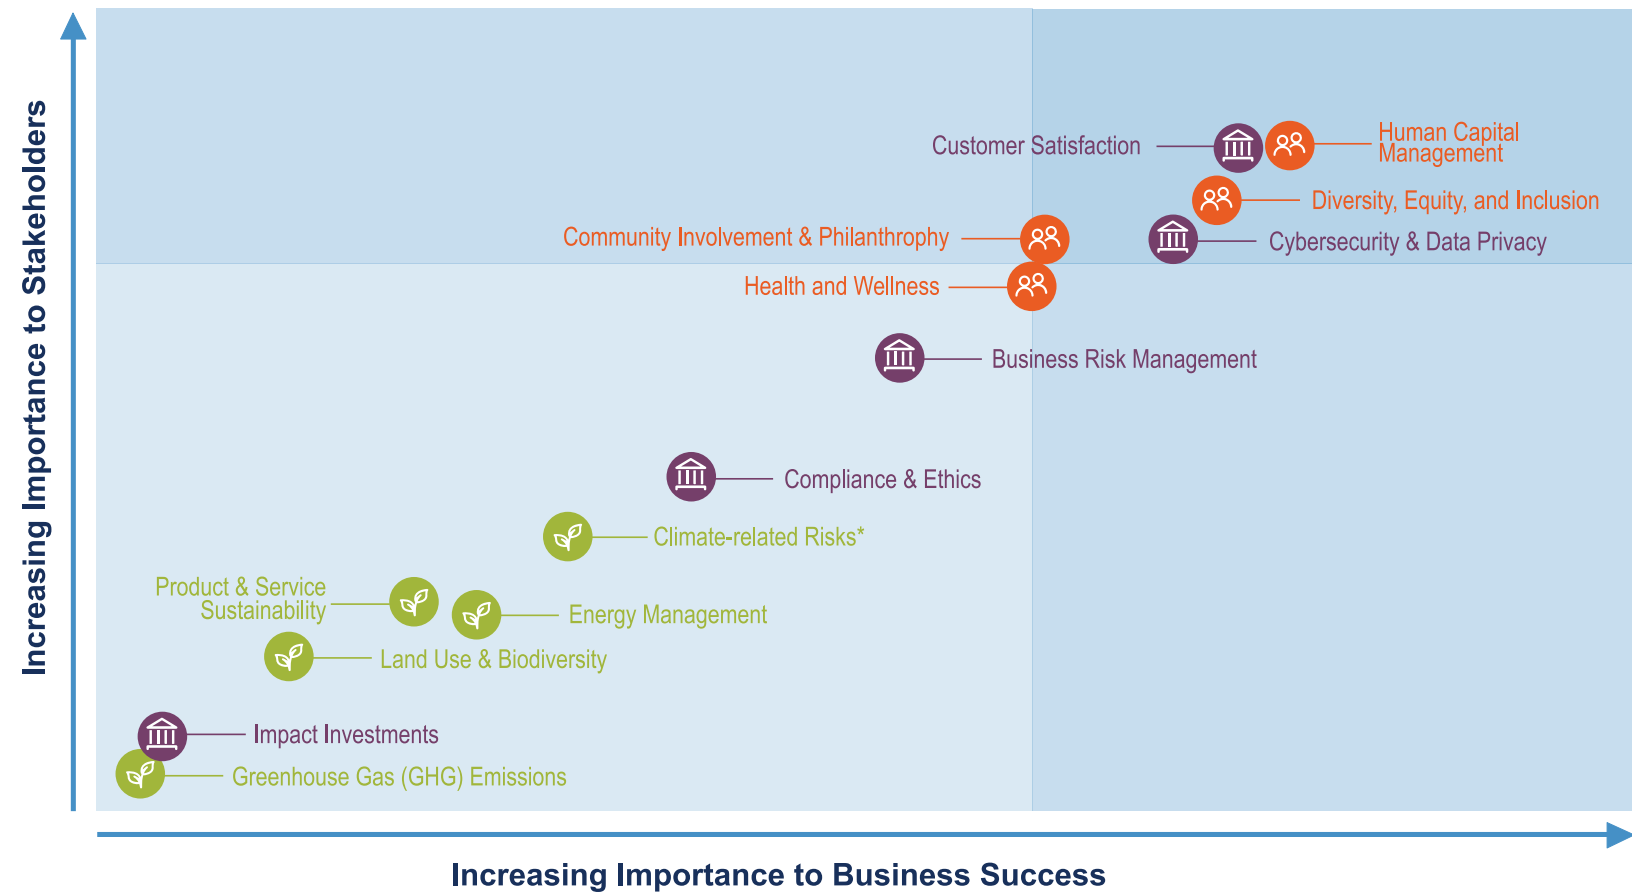 Increasing Importance to Stakeholders
Customer Satisfaction
Human Capital
Management
Diversity, Equity, and Inclusion
Community Involvement & Philanthrophy
Cybersecurity & Data Privacy
Health and Wellness
Business Risk Management
Compliance & Ethics
Climate-related Risks*
Product & Service
Sustainability
Energy Management
Land Use & Biodiversity
Impact Investments
Greenhouse Gas (GHG) Emissions
Increasing Importance to Business Success